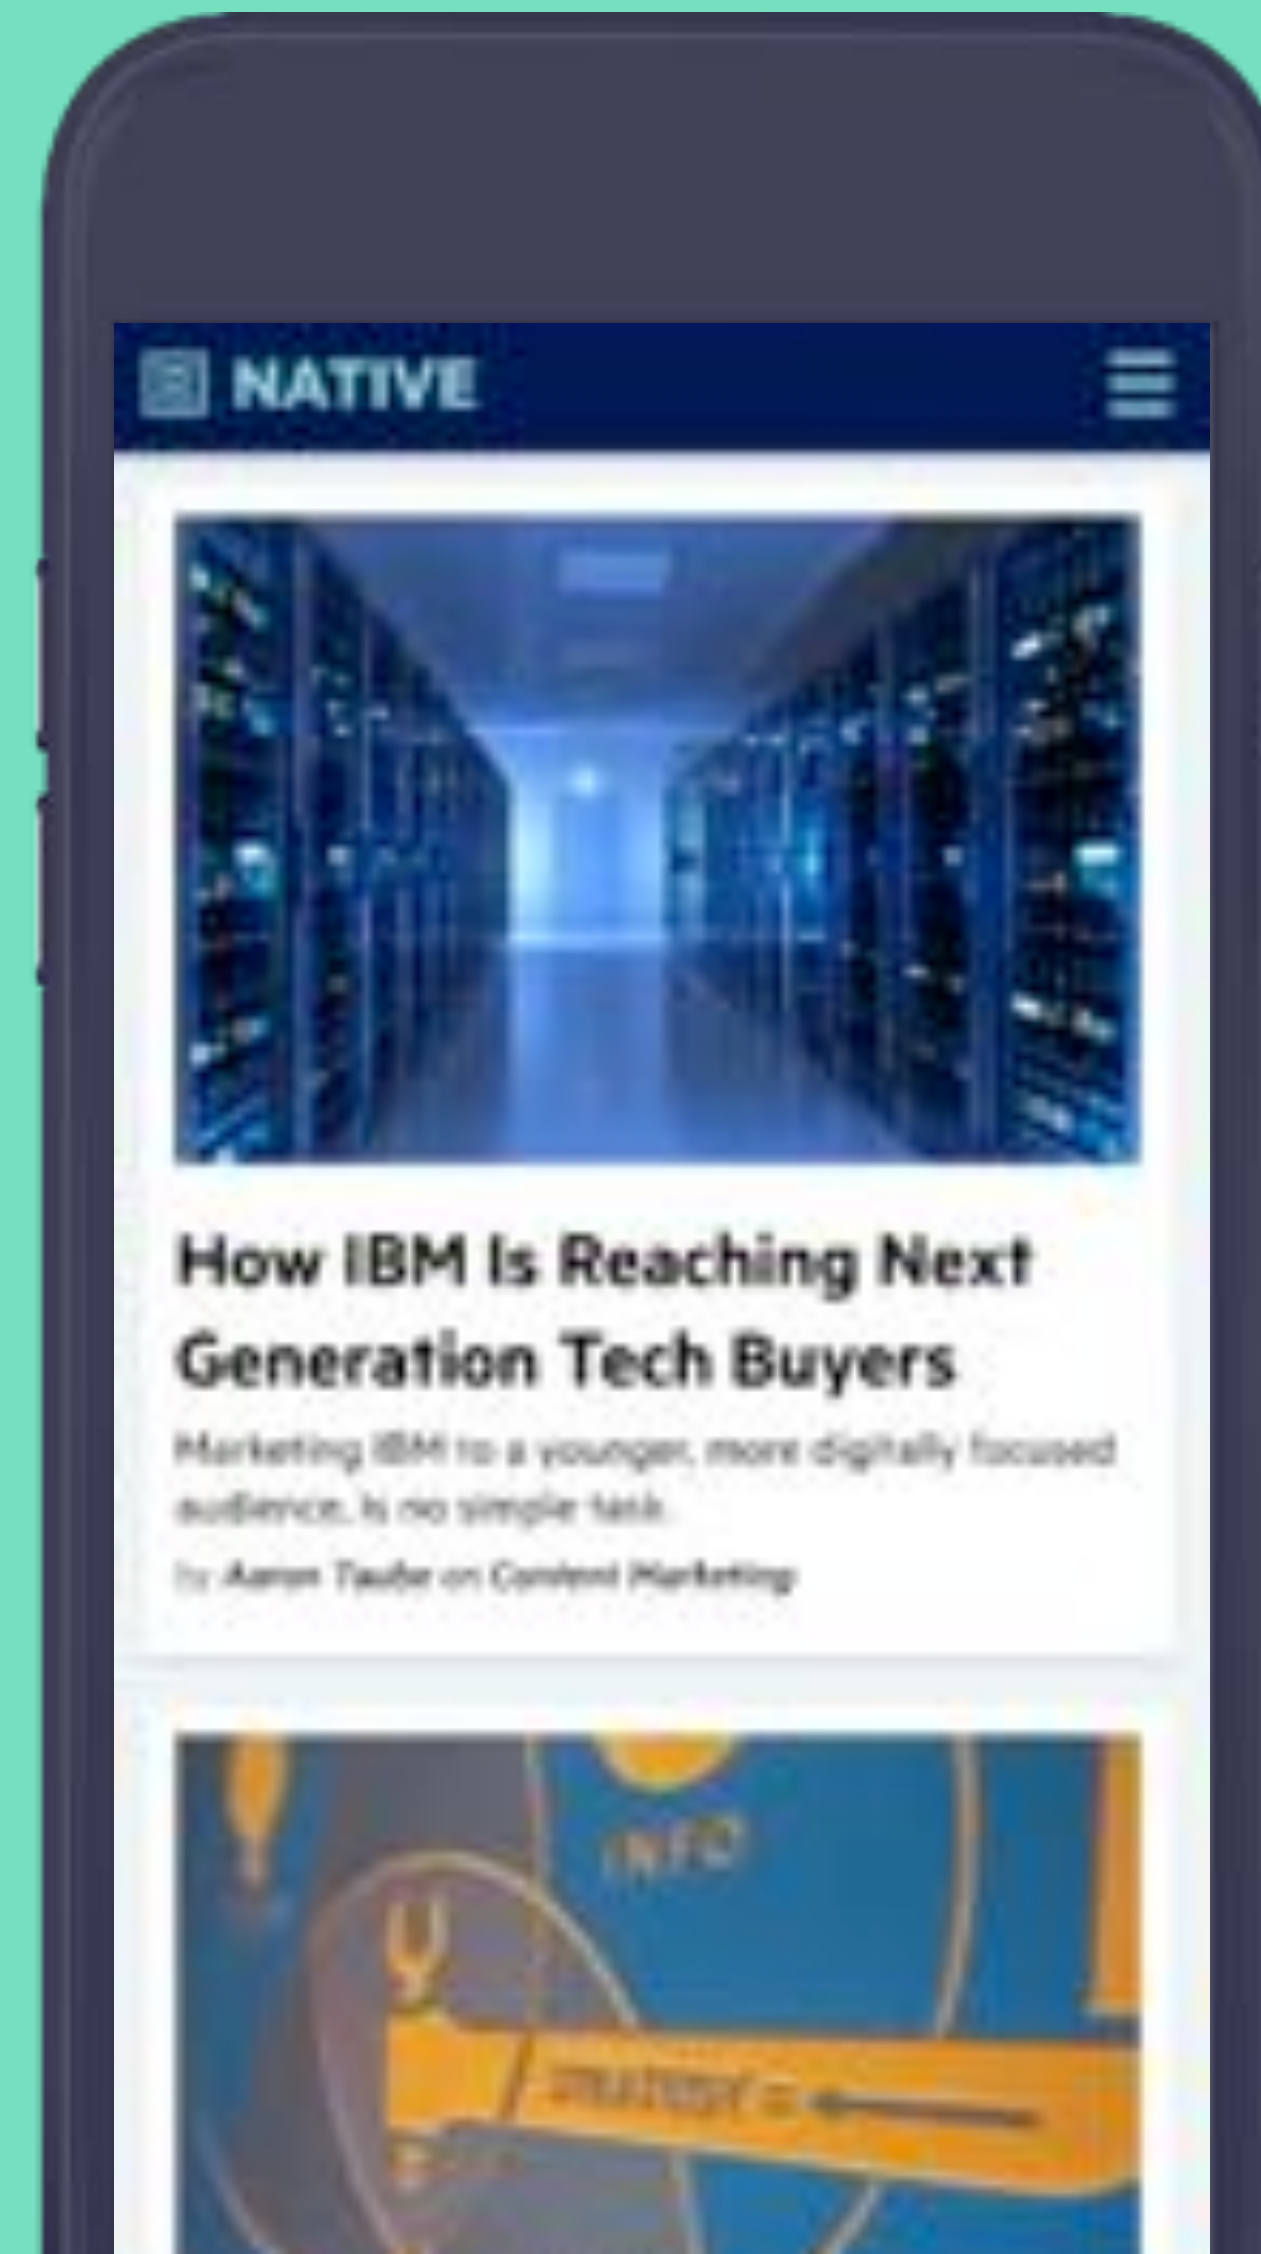 NATIVE
How IBM Is Reaching Next
Generation Tech Buyers
Marketing IBM to a younger, more digitally focused
audience, is no simple task.
by Aaron Taube on Content Marketing
INFO
STRATEGY